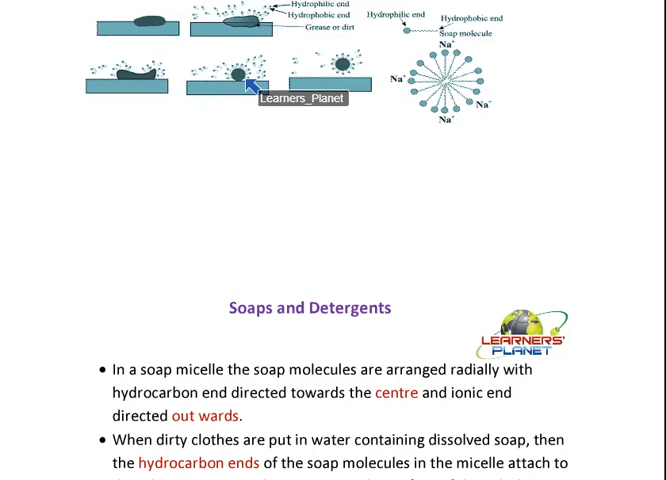 Hydrophilic end
Hydrophobic end
Grease or dirt
Hydrophilic end
Hydrophobic end
Soap molecule
Na+
Na+
Na+
Na+
Learners_Planet
Soaps and Detergents
LEARNERS'
PLANET
• In a soap micelle the soap molecules are arranged radially with
hydrocarbon end directed towards the centre and ionic end
directed out wards.
• When dirty clothes are put in water containing dissolved soap, then
the hydrocarbon ends of the soap molecules in the micelle attach to